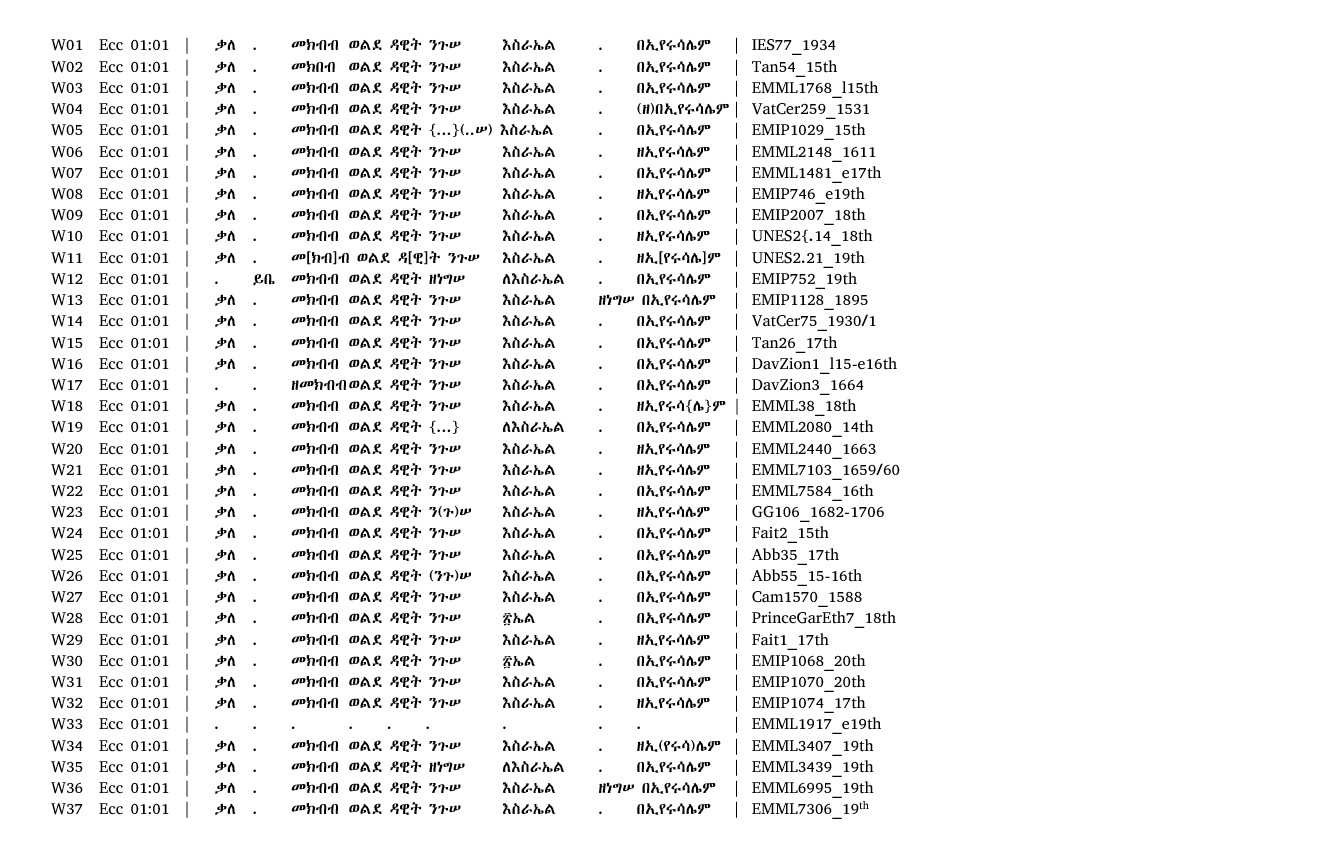 W01 Ecc 01:01 | ቃለ . መክብብ ወልደ ዳዊት ንጉሠ እስራኤል . በኢየሩሳሌም | IES77_1934
W02 Ecc 01:01 | ቃለ . መክበብ ወልደ ዳዊት ንጉሠ እስራኤል . በኢየሩሳሌም | Tan54_15th
W03 Ecc 01:01 | ቃለ . መክብብ ወልደ ዳዊት ንጉሠ እስራኤል . በኢየሩሳሌም | EMML1768_l15th
W04 Ecc 01:01 | ቃለ . መክብብ ወልደ ዳዊት ንጉሠ እስራኤል . (ዘ)በኢየሩሳሌም | VatCer259_1531
W05 Ecc 01:01 | ቃለ . መክብብ ወልደ ዳዊት {...}(..ሠ) እስራኤል . በኢየሩሳሌም | EMIP1029_15th
W06 Ecc 01:01 | ቃለ . መክብብ ወልደ ዳዊት ንጉሠ እስራኤል . ዘኢየሩሳሌም | EMML2148_1611
W07 Ecc 01:01 | ቃለ . መክብብ ወልደ ዳዊት ንጉሠ እስራኤል . በኢየሩሳሌም | EMML1481_e17th
W08 Ecc 01:01 | ቃለ . መክብብ ወልደ ዳዊት ንጉሠ እስራኤል . ዘኢየሩሳሌም | EMIP746_e19th
W09 Ecc 01:01 | ቃለ . መክብብ ወልደ ዳዊት ንጉሠ እስራኤል . በኢየሩሳሌም | EMIP2007_18th
W10 Ecc 01:01 | ቃለ . መክብብ ወልደ ዳዊት ንጉሠ እስራኤል . ዘኢየሩሳሌም | UNES2{.14_18th
W11 Ecc 01:01 | ቃለ . መ[ክብ]ብ ወልደ ዳ[ዊ]ት ንጉሠ እስራኤል . ዘኢ[የሩሳሌ]ም | UNES2.21_19th
W12 Ecc 01:01 | . ይቤ መክብብ ወልደ ዳዊት ዘነግሠ ለእስራኤል . በኢየሩሳሌም | EMIP752_19th
W13 Ecc 01:01 | ቃለ . መክብብ ወልደ ዳዊት ንጉሠ እስራኤል ዘነግሠ በኢየሩሳሌም | EMIP1128_1895
W14 Ecc 01:01 | ቃለ . መክብብ ወልደ ዳዊት ንጉሠ እስራኤል . በኢየሩሳሌም | VatCer75_1930/1
W15 Ecc 01:01 | ቃለ . መክብብ ወልደ ዳዊት ንጉሠ እስራኤል . በኢየሩሳሌም | Tan26_17th
W16 Ecc 01:01 | ቃለ . መክብብ ወልደ ዳዊት ንጉሠ እስራኤል . በኢየሩሳሌም | DavZion1_l15-e16th
W17 Ecc 01:01 | . . ዘመክብብ ወልደ ዳዊት ንጉሠ እስራኤል . በኢየሩሳሌም | DavZion3_1664
W18 Ecc 01:01 | ቃለ . መክብብ ወልደ ዳዊት ንጉሠ እስራኤል . ዘኢየሩሳ{ሌ}ም | EMML38_18th
W19 Ecc 01:01 | ቃለ . መክብብ ወልደ ዳዊት {...} ለእስራኤል . በኢየሩሳሌም | EMML2080_14th
W20 Ecc 01:01 | ቃለ . መክብብ ወልደ ዳዊት ንጉሠ እስራኤል . ዘኢየሩሳሌም | EMML2440_1663
W21 Ecc 01:01 | ቃለ . መክብብ ወልደ ዳዊት ንጉሠ እስራኤል . ዘኢየሩሳሌም | EMML7103_1659/60
W22 Ecc 01:01 | ቃለ . መክብብ ወልደ ዳዊት ንጉሠ እስራኤል . በኢየሩሳሌም | EMML7584_16th
W23 Ecc 01:01 | ቃለ . መክብብ ወልደ ዳዊት ን(ጉ)ሠ እስራኤል . ዘኢየሩሳሌም | GG106_1682-1706
W24 Ecc 01:01 | ቃለ . መክብብ ወልደ ዳዊት ንጉሠ እስራኤል . በኢየሩሳሌም | Fait2_15th
W25 Ecc 01:01 | ቃለ . መክብብ ወልደ ዳዊት ንጉሠ እስራኤል . በኢየሩሳሌም | Abb35_17th
W26 Ecc 01:01 | ቃለ . መክብብ ወልደ ዳዊት (ንጉ)ሠ እስራኤል . በኢየሩሳሌም | Abb55_15-16th
W27 Ecc 01:01 | ቃለ . መክብብ ወልደ ዳዊት ንጉሠ እስራኤል . በኢየሩሳሌም | Cam1570_1588
W28 Ecc 01:01 | ቃለ . መክብብ ወልደ ዳዊት ንጉሠ ፳ኤል . በኢየሩሳሌም | PrinceGarEth7_18th
W29 Ecc 01:01 | ቃለ . መክብብ ወልደ ዳዊት ንጉሠ እስራኤል . ዘኢየሩሳሌም | Fait1_17th
W30 Ecc 01:01 | ቃለ . መክብብ ወልደ ዳዊት ንጉሠ ፳ኤል . በኢየሩሳሌም | EMIP1068_20th
W31 Ecc 01:01 | ቃለ . መክብብ ወልደ ዳዊት ንጉሠ እስራኤል . በኢየሩሳሌም | EMIP1070_20th
W32 Ecc 01:01 | ቃለ . መክብብ ወልደ ዳዊት ንጉሠ እስራኤል . ዘኢየሩሳሌም | EMIP1074_17th
W33 Ecc 01:01 | . . . . . . . . . | EMML1917_e19th
W34 Ecc 01:01 | ቃለ . መክብብ ወልደ ዳዊት ንጉሠ እስራኤል . ዘኢ(የሩሳ)ሌም | EMML3407_19th
W35 Ecc 01:01 | ቃለ . መክብብ ወልደ ዳዊት ዘነግሠ ለእስራኤል . በኢየሩሳሌም | EMML3439_19th
W36 Ecc 01:01 | ቃለ . መክብብ ወልደ ዳዊት ንጉሠ እስራኤል ዘነግሠ በኢየሩሳሌም | EMML6995_19th
W37 Ecc 01:01 | ቃለ . መክብብ ወልደ ዳዊት ንጉሠ እስራኤል . በኢየሩሳሌም | EMML7306_19th